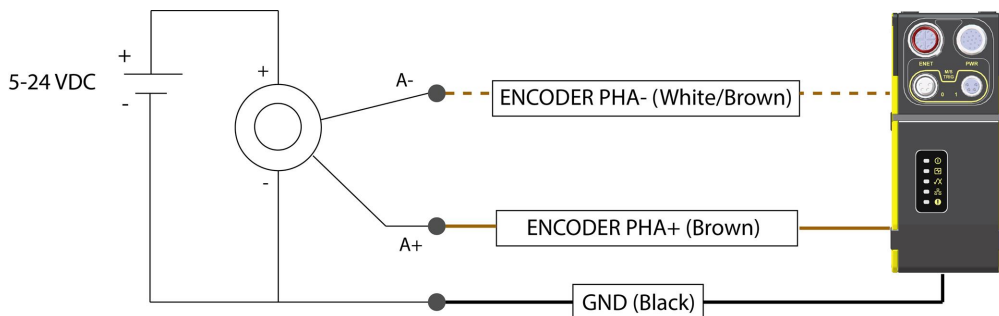 5-24 VDC
+
-
+
-
A-
ENCODER PHA- (White/Brown)
A+
ENCODER PHA+ (Brown)
GND (Black)
ENET
PWR
M/R
TRIG
0
1